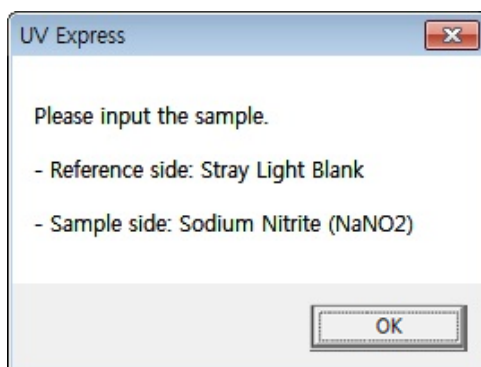 UV Express
Please input the sample.
- Reference side: Stray Light Blank
- Sample side: Sodium Nitrite (NaNO2)
OK